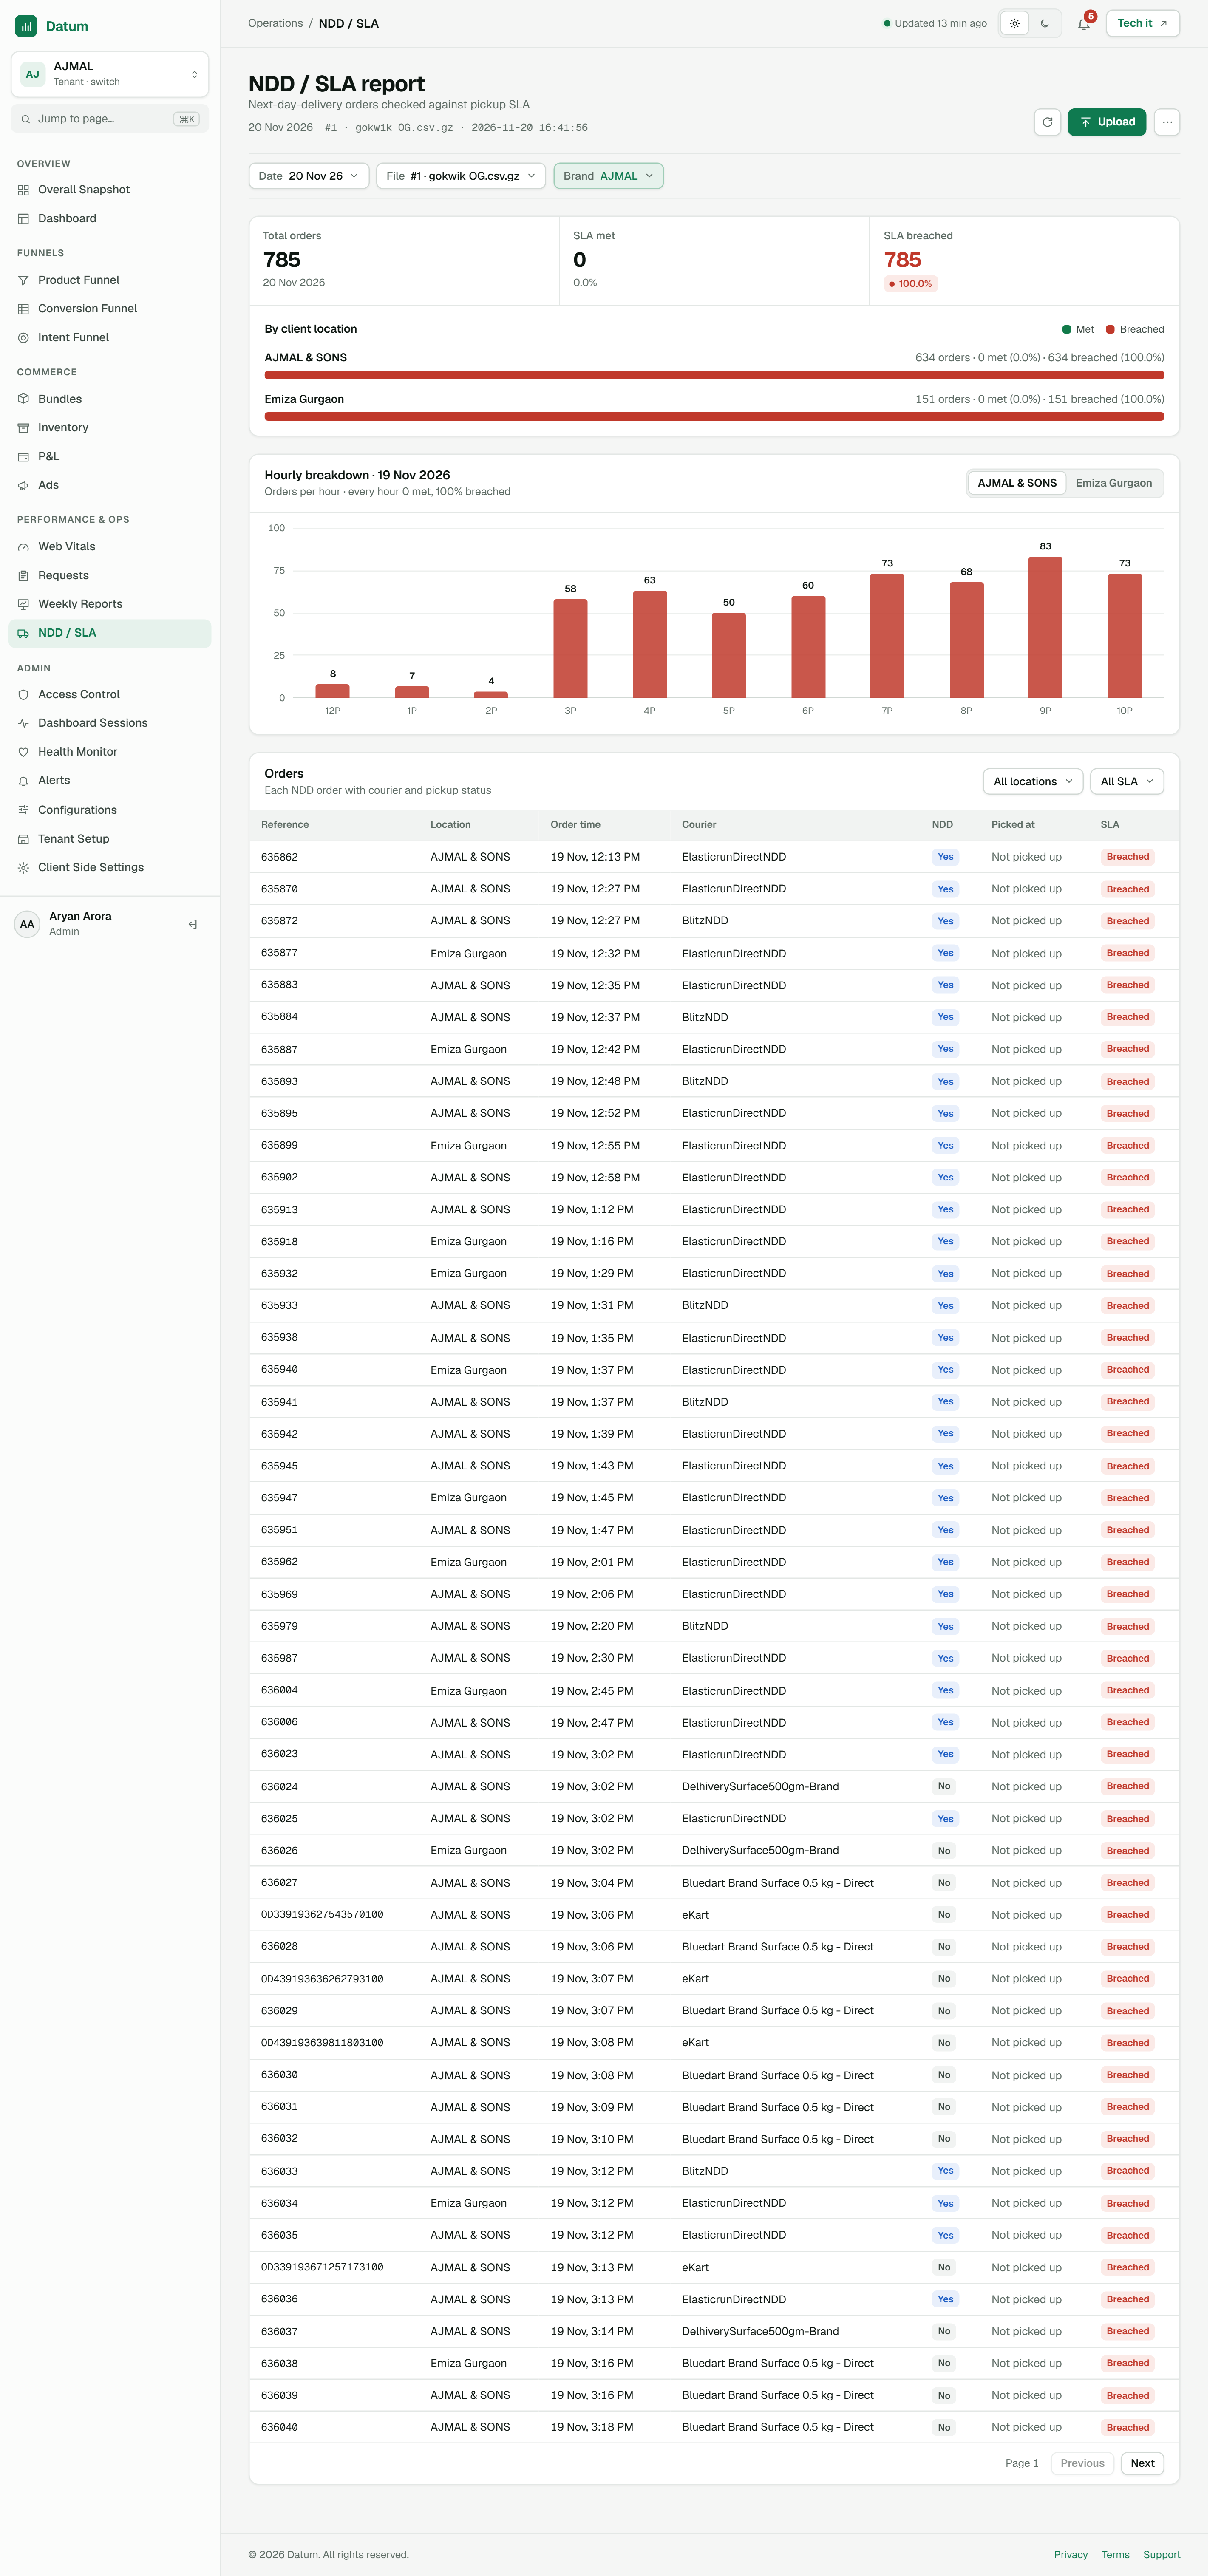 Datum
AJ
AJMAL
Tenant · switch
Jump to page...
⌘K
OVERVIEW
Overall Snapshot
Dashboard
FUNNELS
Product Funnel
Conversion Funnel
Intent Funnel
COMMERCE
Bundles
Inventory
P&L
Ads
PERFORMANCE & OPS
Web Vitals
Requests
Weekly Reports
NDD / SLA
ADMIN
Access Control
Dashboard Sessions
Health Monitor
Alerts
Configurations
Tenant Setup
Client Side Settings
AA
Aryan Arora
Admin
Operations / NDD / SLA
Updated 13 min ago
5
Tech it
NDD / SLA report
Next-day-delivery orders checked against pickup SLA
20 Nov 2026 #1 · gokwik OG.csv.gz · 2026-11-20 16:41:56
Upload
Date 20 Nov 26
File #1 · gokwik OG.csv.gz
Brand AJMAL
Total orders
785
20 Nov 2026
SLA met
0
0.0%
SLA breached
785
100.0%
By client location
Met Breached
AJMAL & SONS 634 orders · 0 met (0.0%) · 634 breached (100.0%)
Emiza Gurgaon 151 orders · 0 met (0.0%) · 151 breached (100.0%)
Hourly breakdown · 19 Nov 2026
Orders per hour · every hour 0 met, 100% breached
AJMAL & SONS Emiza Gurgaon
100
75
50
25
0
8 7 4 58 63 50 60 73 68 83 73
12P 1P 2P 3P 4P 5P 6P 7P 8P 9P 10P
Orders
Each NDD order with courier and pickup status
All locations All SLA
Reference Location Order time Courier NDD Picked at SLA
635862 AJMAL & SONS 19 Nov, 12:13 PM ElasticrunDirectNDD Yes Not picked up Breached
635870 AJMAL & SONS 19 Nov, 12:27 PM ElasticrunDirectNDD Yes Not picked up Breached
635872 AJMAL & SONS 19 Nov, 12:27 PM BlitzNDD Yes Not picked up Breached
635877 Emiza Gurgaon 19 Nov, 12:32 PM ElasticrunDirectNDD Yes Not picked up Breached
635883 AJMAL & SONS 19 Nov, 12:35 PM ElasticrunDirectNDD Yes Not picked up Breached
635884 AJMAL & SONS 19 Nov, 12:37 PM BlitzNDD Yes Not picked up Breached
635887 Emiza Gurgaon 19 Nov, 12:42 PM ElasticrunDirectNDD Yes Not picked up Breached
635893 AJMAL & SONS 19 Nov, 12:48 PM BlitzNDD Yes Not picked up Breached
635895 AJMAL & SONS 19 Nov, 12:52 PM ElasticrunDirectNDD Yes Not picked up Breached
635899 Emiza Gurgaon 19 Nov, 12:55 PM ElasticrunDirectNDD Yes Not picked up Breached
635902 AJMAL & SONS 19 Nov, 12:58 PM ElasticrunDirectNDD Yes Not picked up Breached
635913 AJMAL & SONS 19 Nov, 1:12 PM ElasticrunDirectNDD Yes Not picked up Breached
635918 Emiza Gurgaon 19 Nov, 1:16 PM ElasticrunDirectNDD Yes Not picked up Breached
635932 Emiza Gurgaon 19 Nov, 1:29 PM ElasticrunDirectNDD Yes Not picked up Breached
635933 AJMAL & SONS 19 Nov, 1:31 PM BlitzNDD Yes Not picked up Breached
635938 AJMAL & SONS 19 Nov, 1:35 PM ElasticrunDirectNDD Yes Not picked up Breached
635940 Emiza Gurgaon 19 Nov, 1:37 PM ElasticrunDirectNDD Yes Not picked up Breached
635941 AJMAL & SONS 19 Nov, 1:37 PM BlitzNDD Yes Not picked up Breached
635942 AJMAL & SONS 19 Nov, 1:39 PM ElasticrunDirectNDD Yes Not picked up Breached
635945 AJMAL & SONS 19 Nov, 1:43 PM ElasticrunDirectNDD Yes Not picked up Breached
635947 Emiza Gurgaon 19 Nov, 1:45 PM ElasticrunDirectNDD Yes Not picked up Breached
635951 AJMAL & SONS 19 Nov, 1:47 PM ElasticrunDirectNDD Yes Not picked up Breached
635962 Emiza Gurgaon 19 Nov, 2:01 PM ElasticrunDirectNDD Yes Not picked up Breached
635969 AJMAL & SONS 19 Nov, 2:06 PM ElasticrunDirectNDD Yes Not picked up Breached
635979 AJMAL & SONS 19 Nov, 2:20 PM BlitzNDD Yes Not picked up Breached
635987 AJMAL & SONS 19 Nov, 2:30 PM ElasticrunDirectNDD Yes Not picked up Breached
636004 Emiza Gurgaon 19 Nov, 2:45 PM ElasticrunDirectNDD Yes Not picked up Breached
636006 AJMAL & SONS 19 Nov, 2:47 PM ElasticrunDirectNDD Yes Not picked up Breached
636023 AJMAL & SONS 19 Nov, 3:02 PM ElasticrunDirectNDD Yes Not picked up Breached
636024 AJMAL & SONS 19 Nov, 3:02 PM DelhiverySurface500gm-Brand No Not picked up Breached
636025 AJMAL & SONS 19 Nov, 3:02 PM ElasticrunDirectNDD Yes Not picked up Breached
636026 Emiza Gurgaon 19 Nov, 3:02 PM DelhiverySurface500gm-Brand No Not picked up Breached
636027 AJMAL & SONS 19 Nov, 3:04 PM Bluedart Brand Surface 0.5 kg - Direct No Not picked up Breached
OD339193627543570100 AJMAL & SONS 19 Nov, 3:06 PM eKart No Not picked up Breached
636028 AJMAL & SONS 19 Nov, 3:06 PM Bluedart Brand Surface 0.5 kg - Direct No Not picked up Breached
OD439193636262793100 AJMAL & SONS 19 Nov, 3:07 PM eKart No Not picked up Breached
636029 AJMAL & SONS 19 Nov, 3:07 PM Bluedart Brand Surface 0.5 kg - Direct No Not picked up Breached
OD439193639811803100 AJMAL & SONS 19 Nov, 3:08 PM eKart No Not picked up Breached
636030 AJMAL & SONS 19 Nov, 3:08 PM Bluedart Brand Surface 0.5 kg - Direct No Not picked up Breached
636031 AJMAL & SONS 19 Nov, 3:09 PM Bluedart Brand Surface 0.5 kg - Direct No Not picked up Breached
636032 AJMAL & SONS 19 Nov, 3:10 PM Bluedart Brand Surface 0.5 kg - Direct No Not picked up Breached
636033 AJMAL & SONS 19 Nov, 3:12 PM BlitzNDD Yes Not picked up Breached
636034 Emiza Gurgaon 19 Nov, 3:12 PM ElasticrunDirectNDD Yes Not picked up Breached
636035 AJMAL & SONS 19 Nov, 3:12 PM ElasticrunDirectNDD Yes Not picked up Breached
OD339193671257173100 AJMAL & SONS 19 Nov, 3:13 PM eKart No Not picked up Breached
636036 AJMAL & SONS 19 Nov, 3:13 PM ElasticrunDirectNDD Yes Not picked up Breached
636037 AJMAL & SONS 19 Nov, 3:14 PM DelhiverySurface500gm-Brand No Not picked up Breached
636038 Emiza Gurgaon 19 Nov, 3:16 PM Bluedart Brand Surface 0.5 kg - Direct No Not picked up Breached
636039 AJMAL & SONS 19 Nov, 3:16 PM Bluedart Brand Surface 0.5 kg - Direct No Not picked up Breached
636040 AJMAL & SONS 19 Nov, 3:18 PM Bluedart Brand Surface 0.5 kg - Direct No Not picked up Breached
Page 1 Previous Next
© 2026 Datum. All rights reserved.
Privacy Terms Support